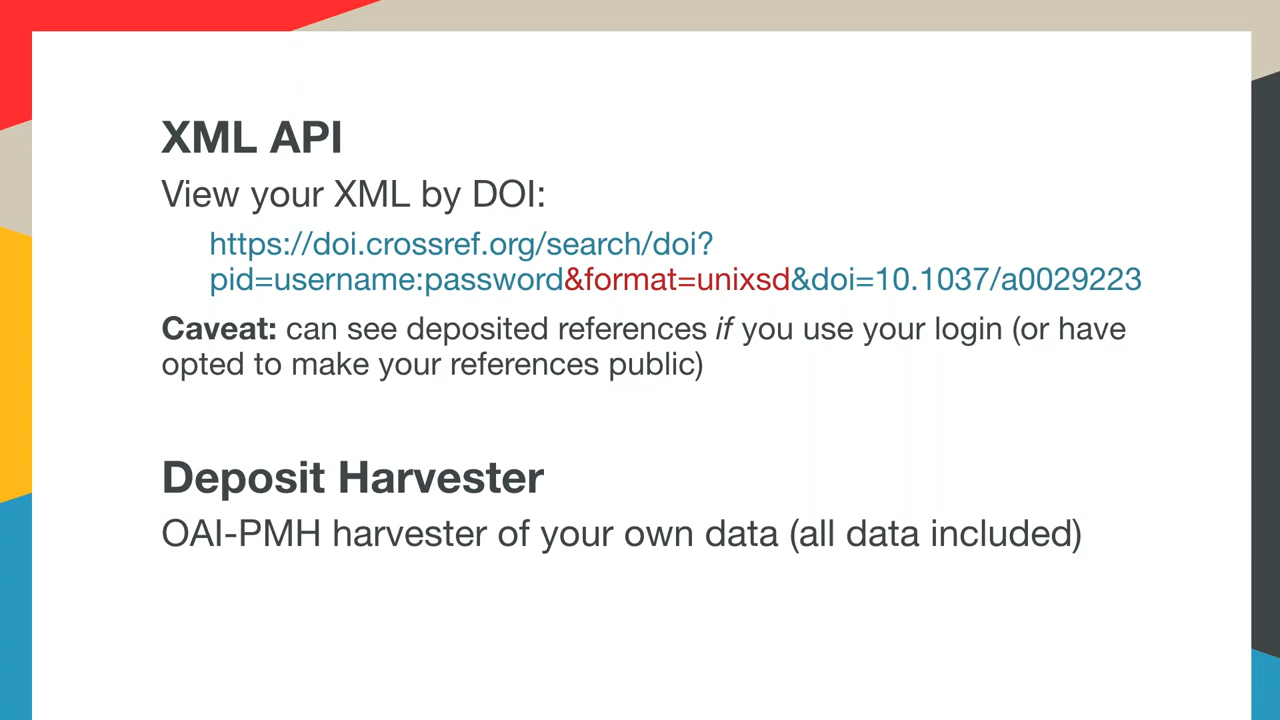 XML API
View your XML by DOI:
https://doi.crossref.org/search/doi?
pid=username:password&format=unixsd&doi=10.1037/a0029223
Caveat: can see deposited references if you use your login (or have
opted to make your references public)
Deposit Harvester
OAI-PMH harvester of your own data (all data included)